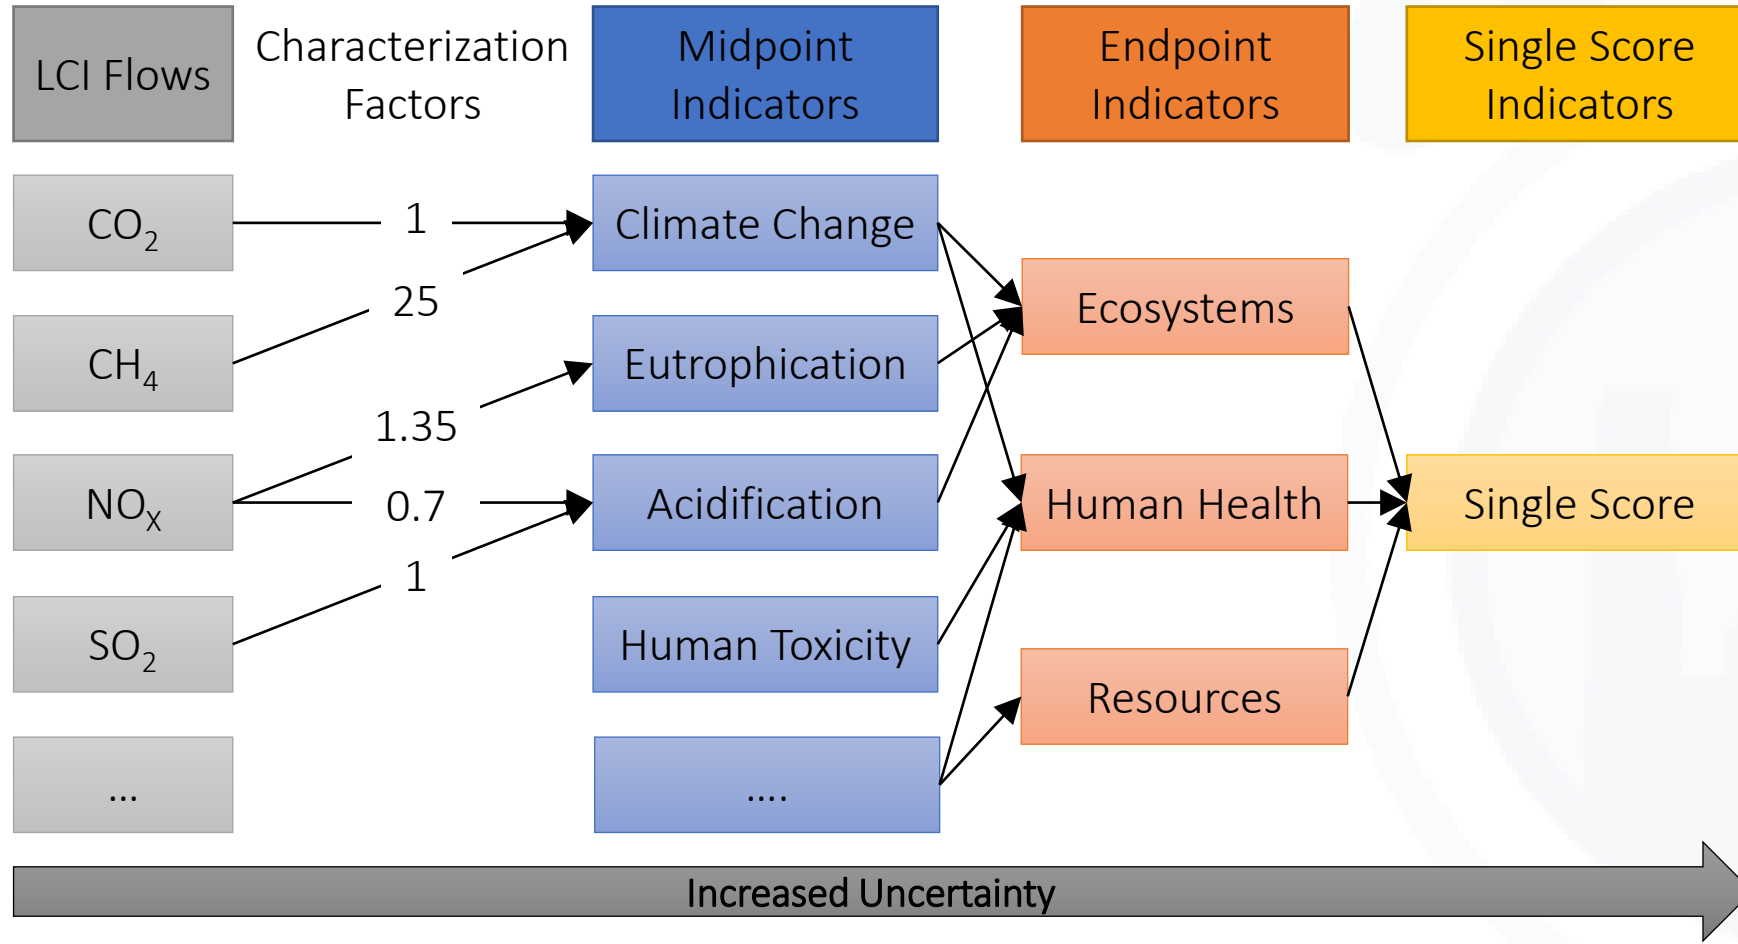 LCI Flows
Characterization
Factors
Midpoint
Indicators
Endpoint
Indicators
Single Score
Indicators
CO₂
1
Climate Change
25
Ecosystems
CH₄
Eutrophication
1.35
NOₓ
0.7
Acidification
Human Health
Single Score
1
SO₂
Human Toxicity
Resources
...
....
Increased Uncertainty